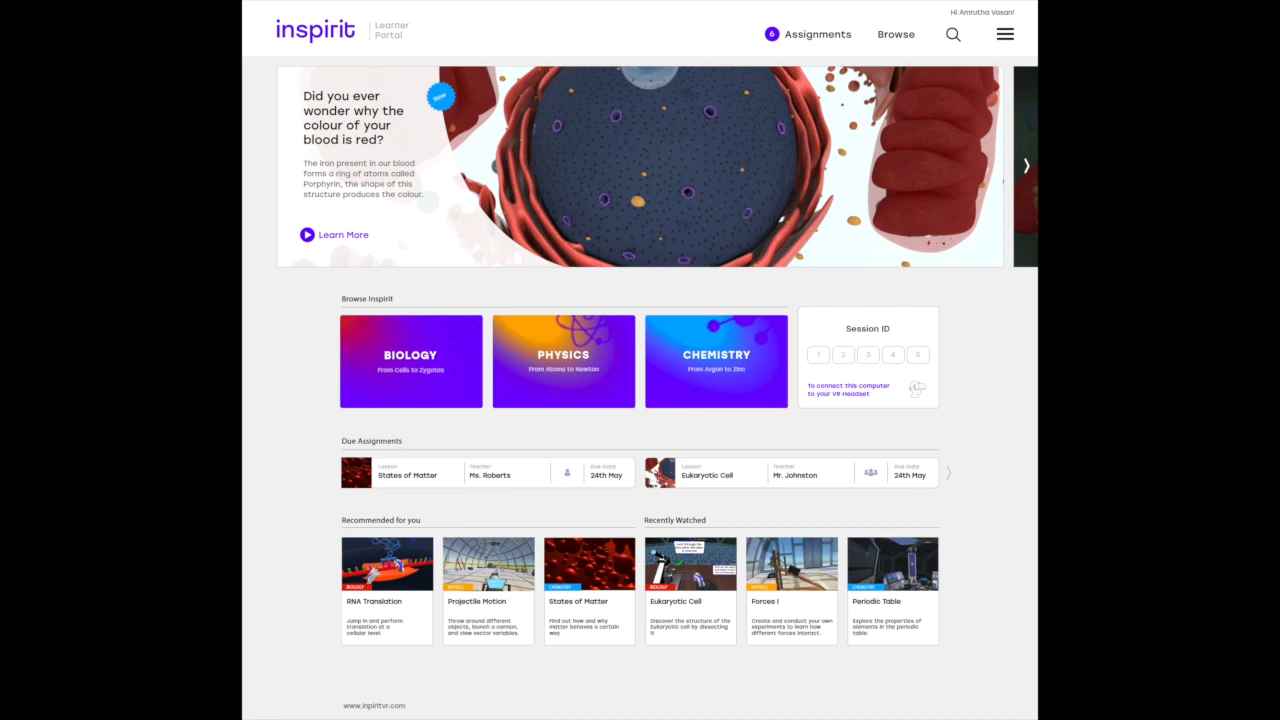 Hi Amrutha Vasan!
inspirit
Learner
Portal
6 Assignments Browse
Did you ever
wonder why the
colour of your
blood is red?
New
The iron present in our blood
forms a ring of atoms called
Porphyrin, the shape of this
structure produces the colour.
Learn More
Browse Inspirit
BIOLOGY
From Cells to Zygotes
PHYSICS
From Atoms to Newton
CHEMISTRY
From Argon to Zinc
Session ID
1 2 3 4 5
To connect this computer
to your VR Headset
Due Assignments
Lesson Teacher Due Date
States of Matter Ms. Roberts 24th May
Lesson Teacher Due Date
Eukaryotic Cell Mr. Johnston 24th May
Recommended for you
BIOLOGY
RNA Translation
Jump in and perform
translation at a
cellular level.
PHYSICS
Projectile Motion
Throw around different
objects, launch a cannon,
and view vector variables.
CHEMISTRY
States of Matter
Find out how and why
matter behaves a certain
way
Recently Watched
BIOLOGY
Eukaryotic Cell
Discover the structure of the
Eukaryotic cell by dissecting
it
PHYSICS
Forces I
Create and conduct your own
experiments to learn how
different forces interact.
CHEMISTRY
Periodic Table
Explore the properties of
elements in the periodic
table.
www.inpiritvr.com